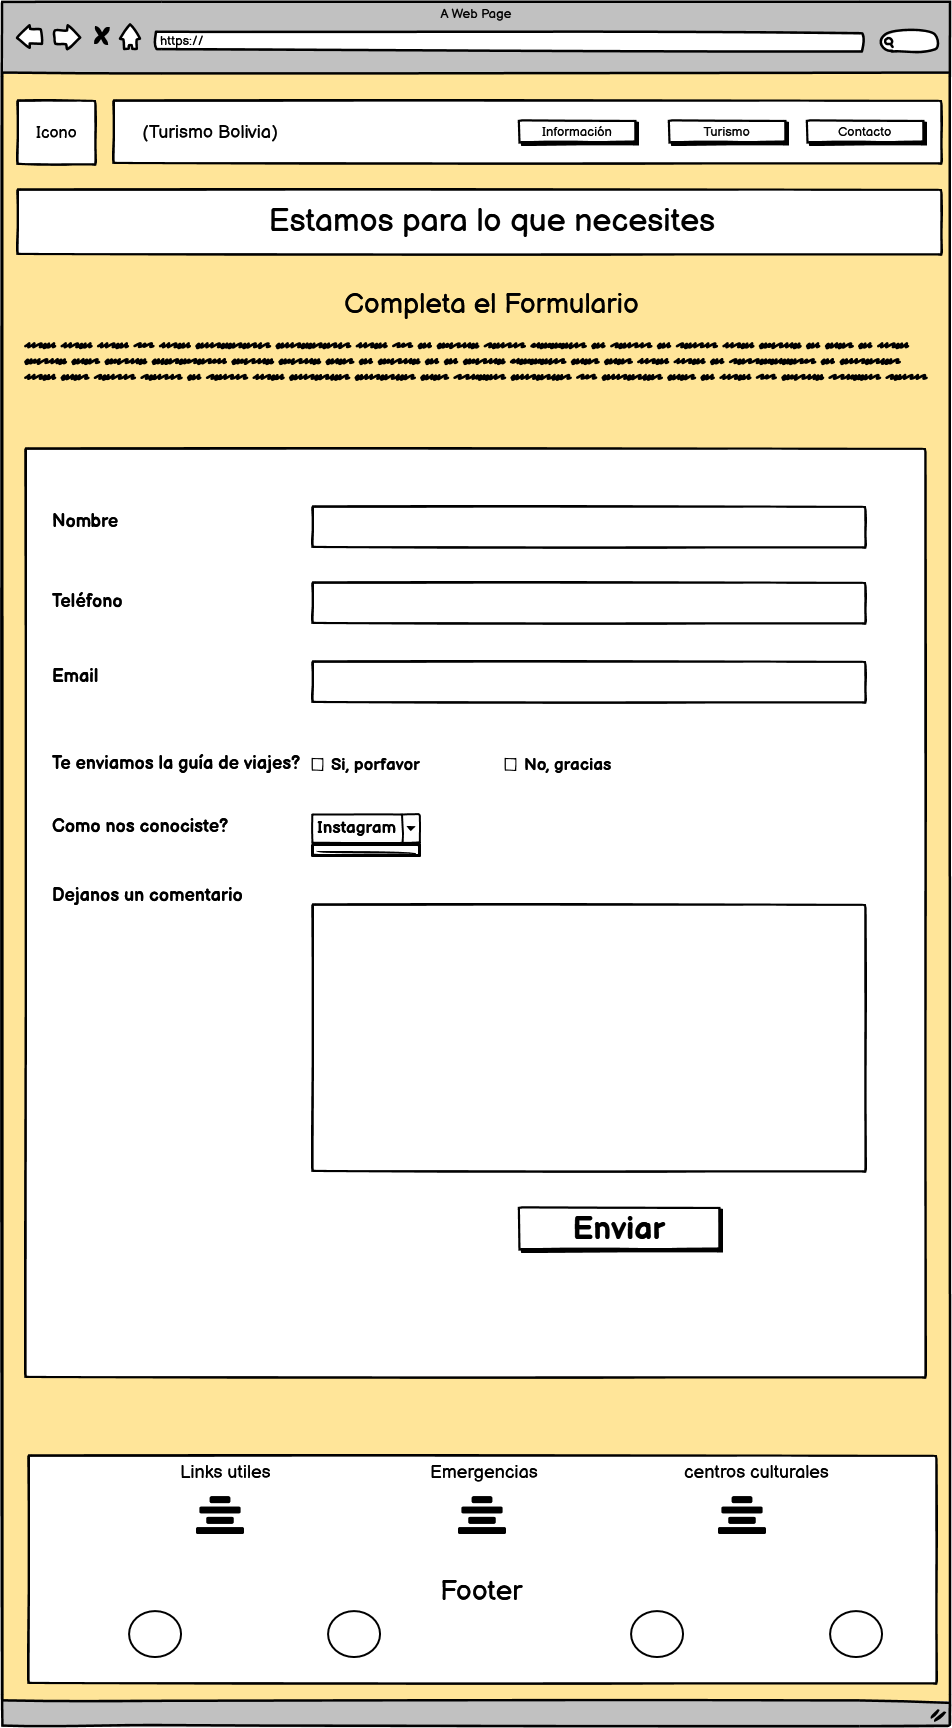 A Web Page
https://
Icono
(Turismo Bolivia)
Información
Turismo
Contacto
Estamos para lo que necesites
Completa el Formulario
Nombre
Teléfono
Email
Te enviamos la guía de viajes?
Si, porfavor
No, gracias
Como nos conociste?
Instagram
Dejanos un comentario
Enviar
Links utiles
Emergencias
centros culturales
Footer